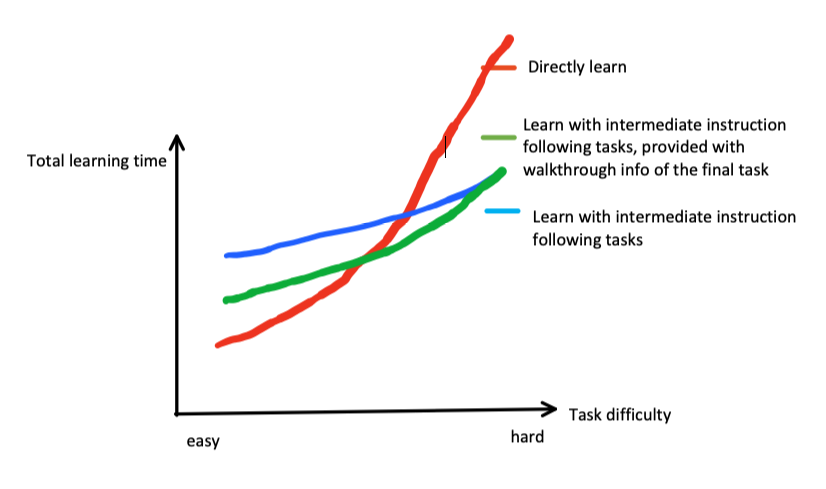 Directly learn
Learn with intermediate instruction
following tasks, provided with
walkthrough info of the final task
Total learning time
Learn with intermediate instruction
following tasks
Task difficulty
easy
hard